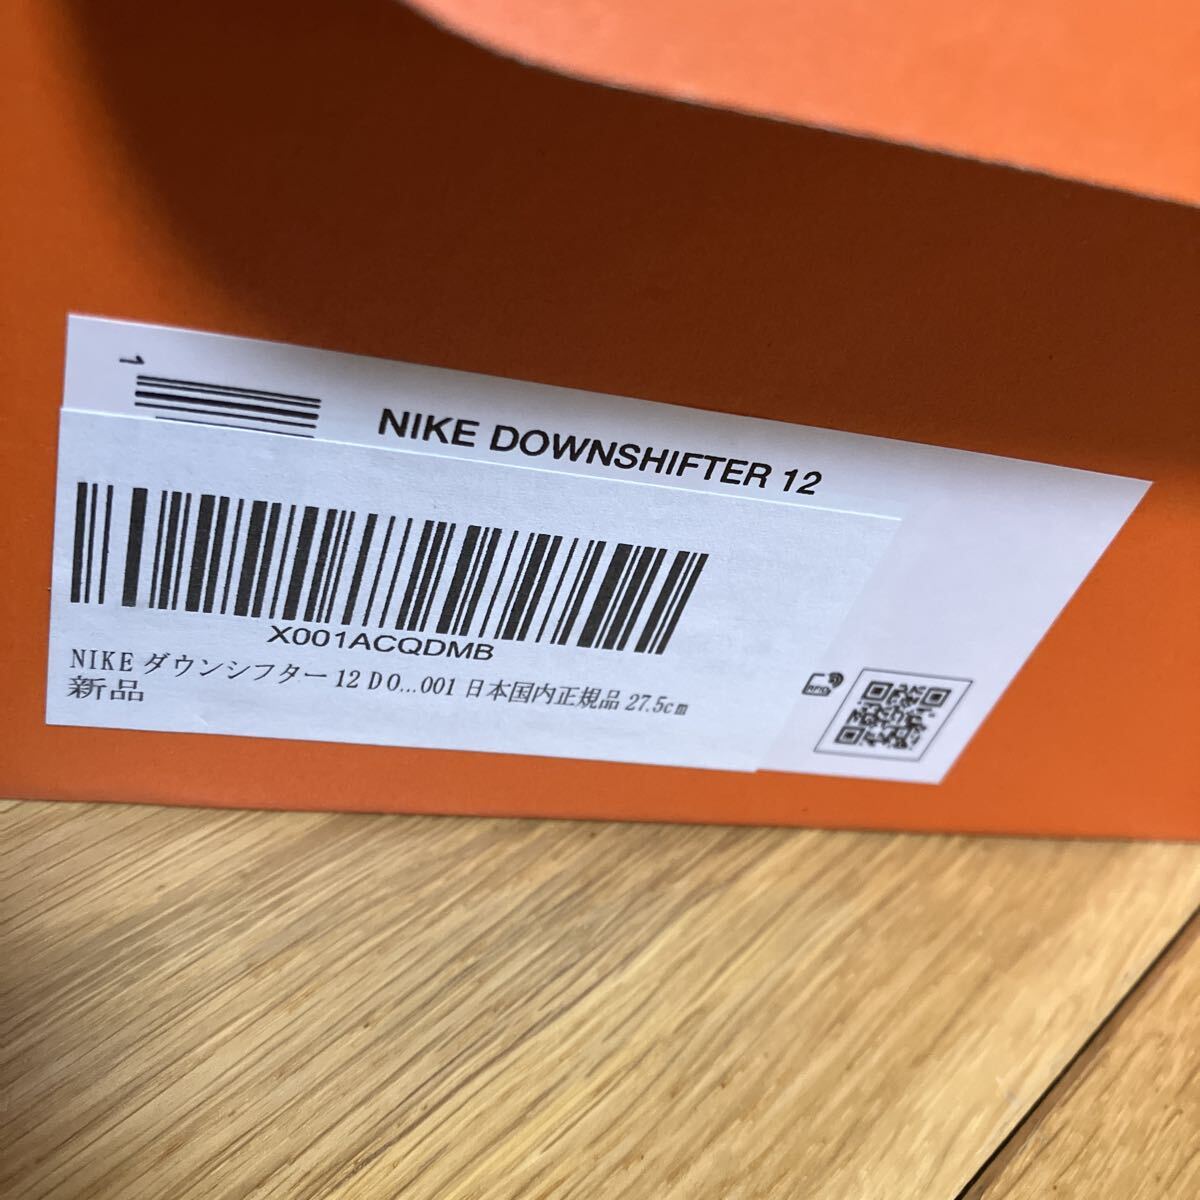 1
NIKE DOWNSHIFTER 12
X001ACQDMB
NIKE ダウンシフター 12 D O...001 日本国内正規品 27.5cm
新品